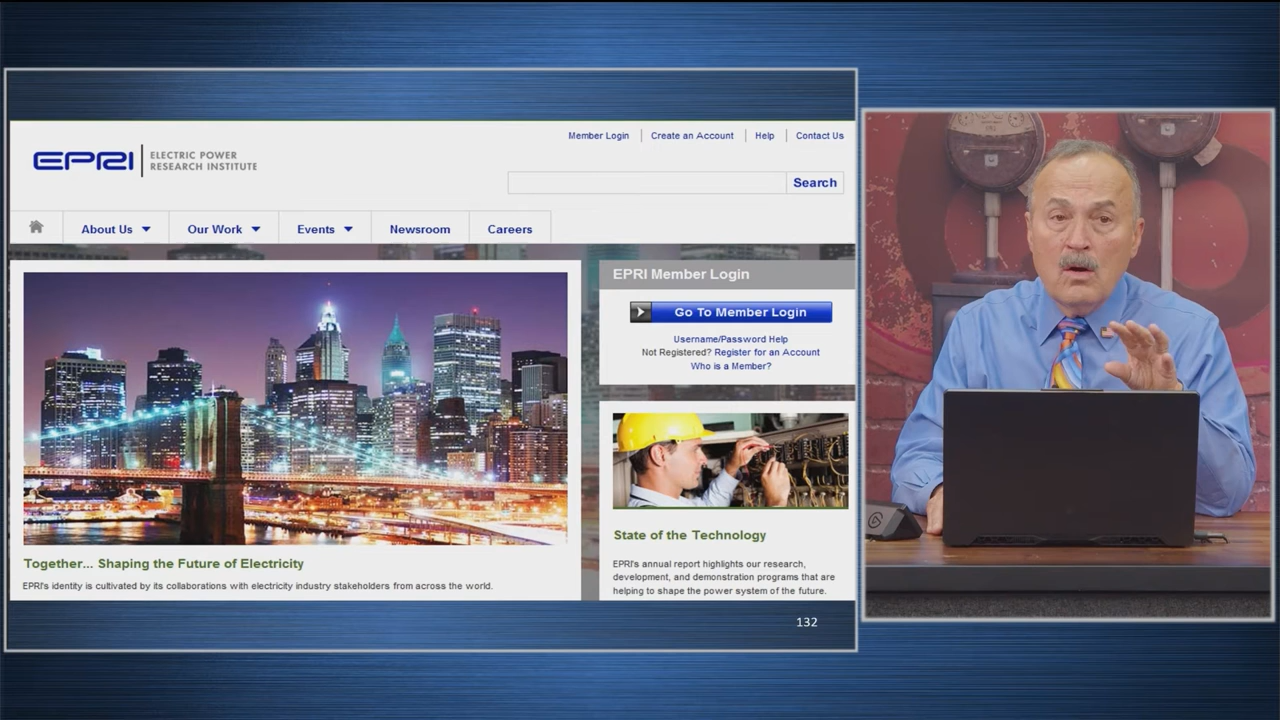 Member Login
Create an Account
Help
Contact Us
EPRI
ELECTRIC POWER
RESEARCH INSTITUTE
Search
About Us
Our Work
Events
Newsroom
Careers
EPRI Member Login
Go To Member Login
Username/Password Help
Not Registered? Register for an Account
Who is a Member?
Together... Shaping the Future of Electricity
EPRI's identity is cultivated by its collaborations with electricity industry stakeholders from across the world.
State of the Technology
EPRI's annual report highlights our research,
development, and demonstration programs that are
helping to shape the power system of the future.
132